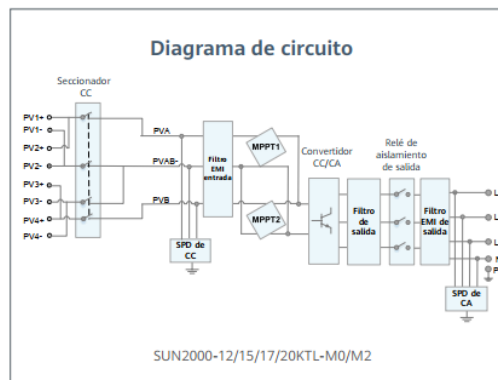 Diagrama de circuito
Seccionador
CC
PV1+
PV1-
PV2+
PV2-
PV3+
PV3-
PV4+
PV4-
PVA
PVAB-
PVB
Filtro
EMI
entrada
MPPT1
MPPT2
SPD de
CC
Convertidor
CC/CA
Filtro
de
salida
Relé de
aislamiento
de salida
Filtro
EMI de
salida
SPD de
CA
SUN2000-12/15/17/20KTL-M0/M2